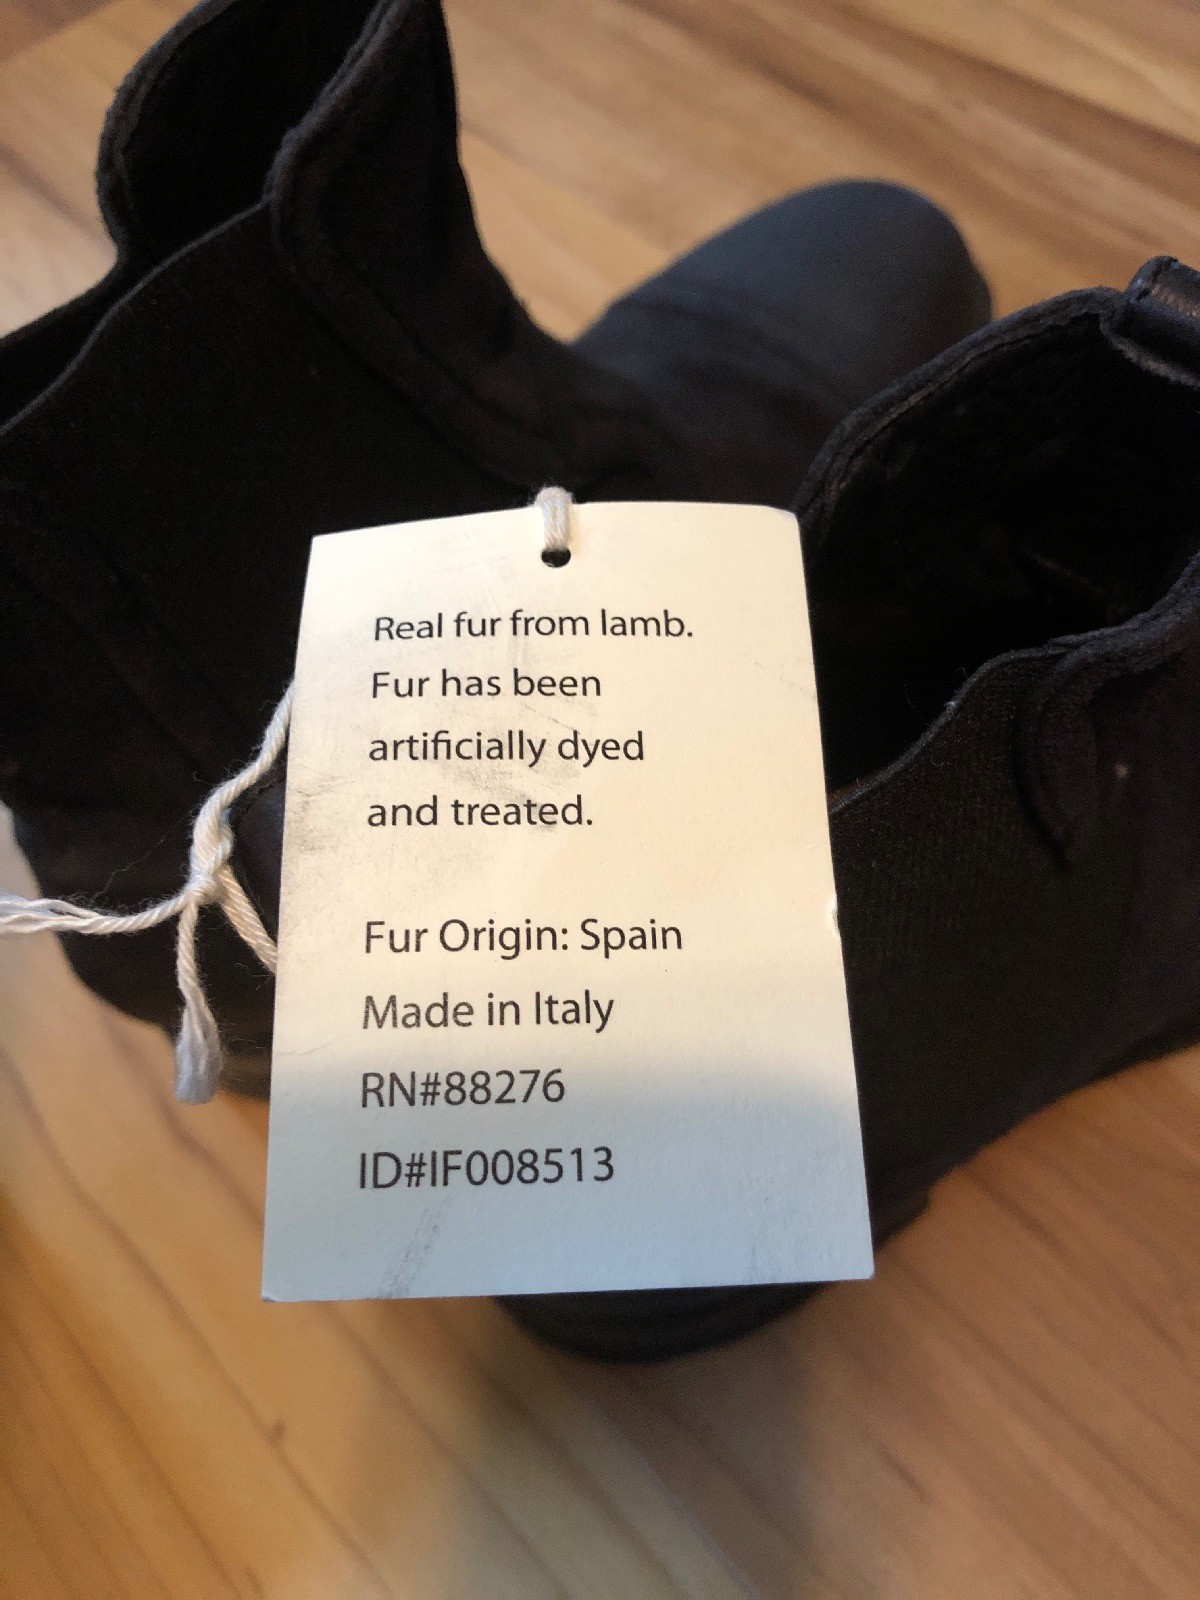 Real fur from lamb.
Fur has been
artificially dyed
and treated.
Fur Origin: Spain
Made in Italy
RN#88276
ID#IF008513